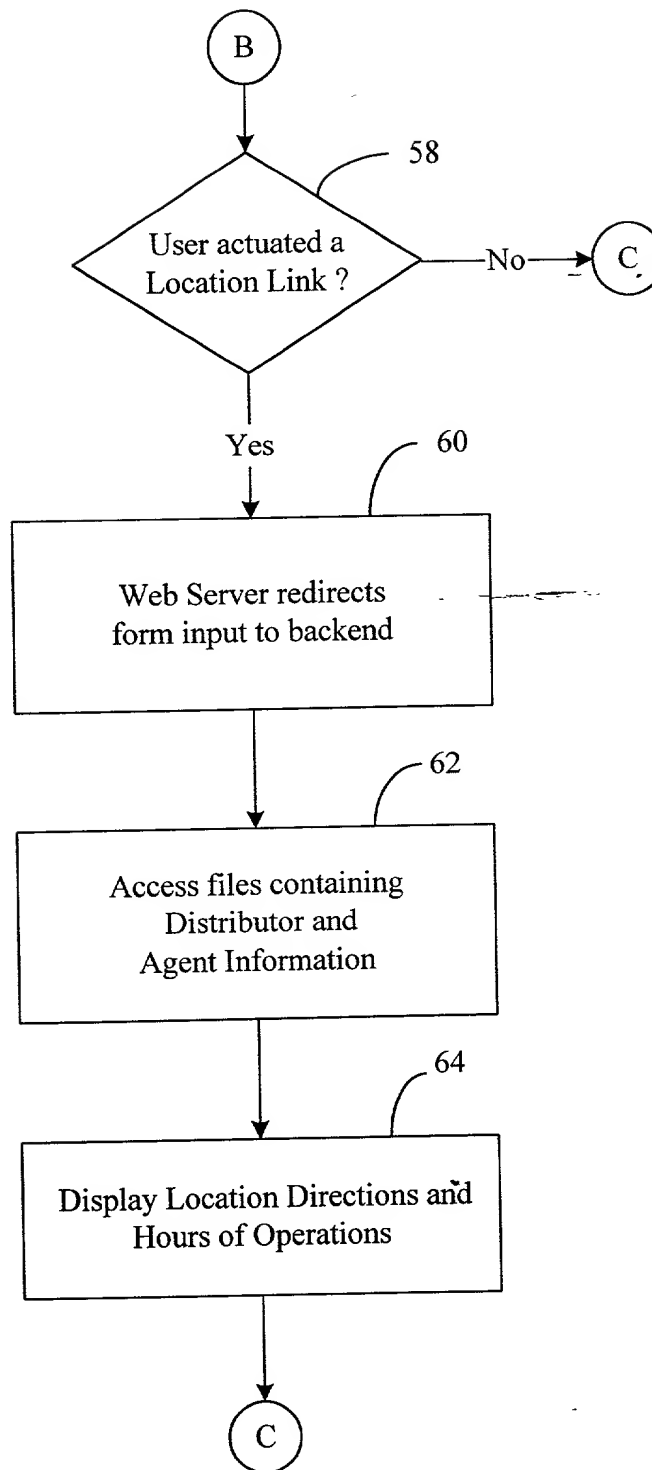 B
58
User actuated a
Location Link ?
No
C
Yes
60
Web Server redirects
form input to backend
62
Access files containing
Distributor and
Agent Information
64
Display Location Directions and
Hours of Operations
C